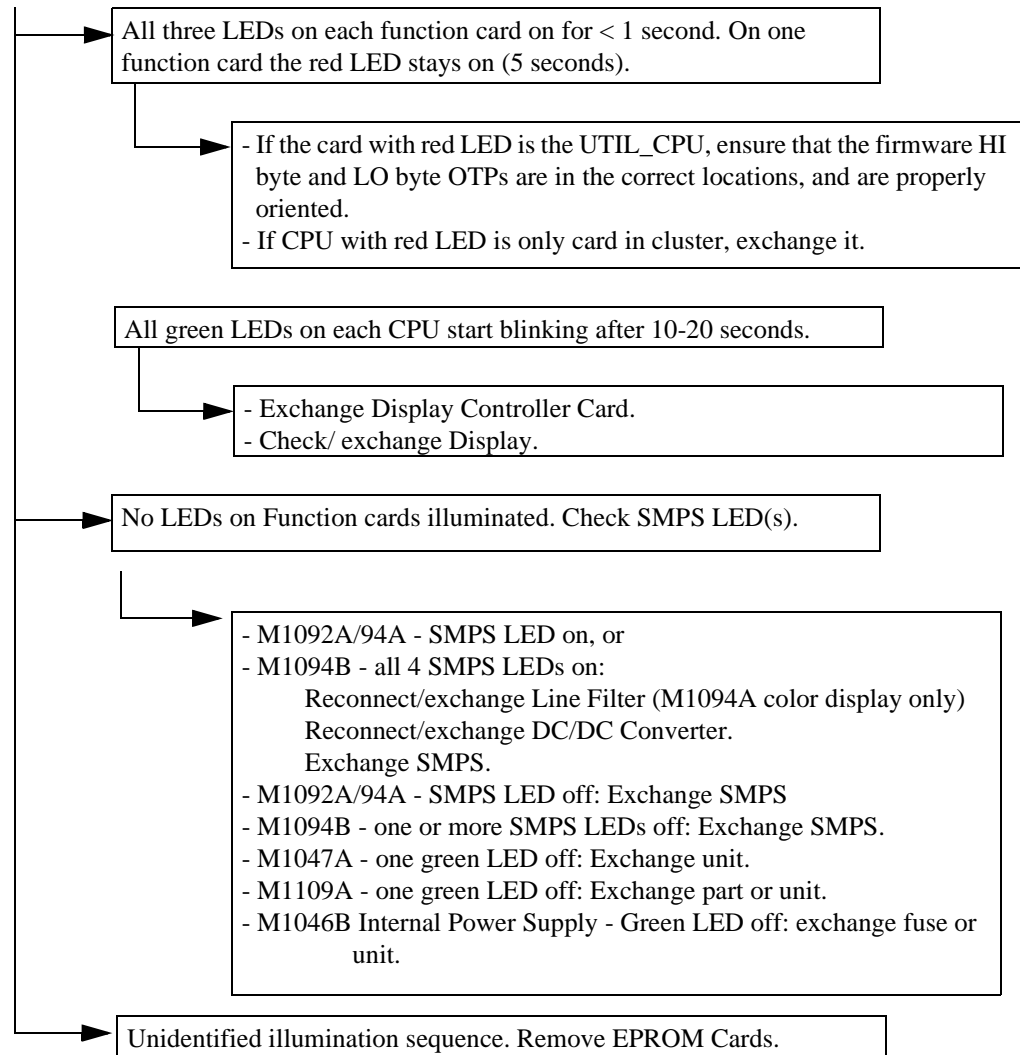 All three LEDs on each function card on for < 1 second. On one
function card the red LED stays on (5 seconds).
- If the card with red LED is the UTIL_CPU, ensure that the firmware HI
byte and LO byte OTPs are in the correct locations, and are properly
oriented.
- If CPU with red LED is only card in cluster, exchange it.
All green LEDs on each CPU start blinking after 10-20 seconds.
- Exchange Display Controller Card.
- Check/ exchange Display.
No LEDs on Function cards illuminated. Check SMPS LED(s).
- M1092A/94A - SMPS LED on, or
- M1094B - all 4 SMPS LEDs on:
Reconnect/exchange Line Filter (M1094A color display only)
Reconnect/exchange DC/DC Converter.
Exchange SMPS.
- M1092A/94A - SMPS LED off: Exchange SMPS
- M1094B - one or more SMPS LEDs off: Exchange SMPS.
- M1047A - one green LED off: Exchange unit.
- M1109A - one green LED off: Exchange part or unit.
- M1046B Internal Power Supply - Green LED off: exchange fuse or
unit.
Unidentified illumination sequence. Remove EPROM Cards.